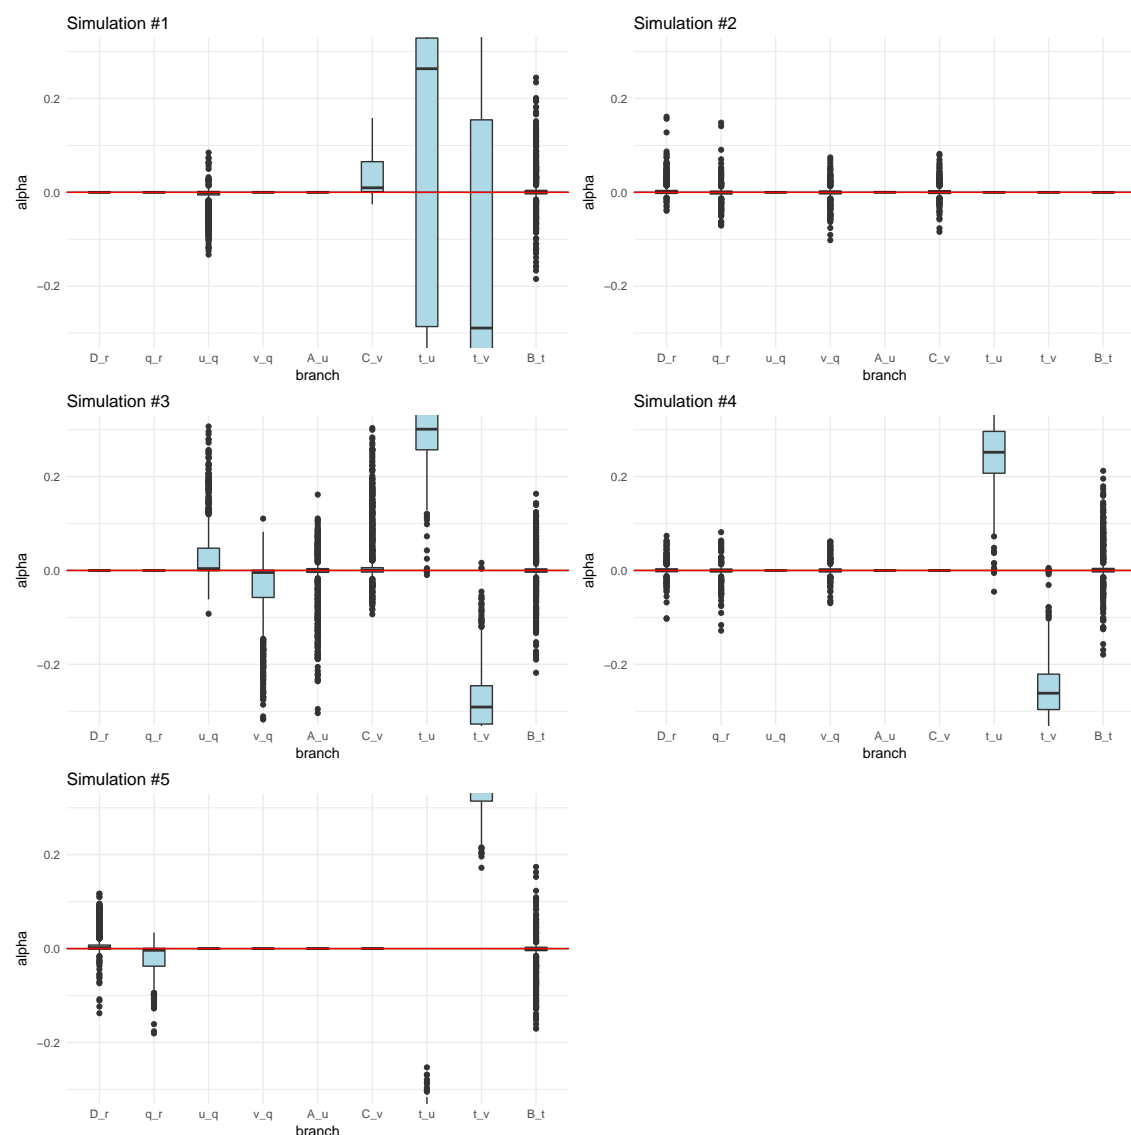 Simulation #1
alpha
0.2
0.0
−0.2
D_r q_r u_q v_q A_u C_v t_u t_v B_t
branch
Simulation #2
alpha
0.2
0.0
−0.2
D_r q_r u_q v_q A_u C_v t_u t_v B_t
branch
Simulation #3
alpha
0.2
0.0
−0.2
D_r q_r u_q v_q A_u C_v t_u t_v B_t
branch
Simulation #4
alpha
0.2
0.0
−0.2
D_r q_r u_q v_q A_u C_v t_u t_v B_t
branch
Simulation #5
alpha
0.2
0.0
−0.2
D_r q_r u_q v_q A_u C_v t_u t_v B_t
branch